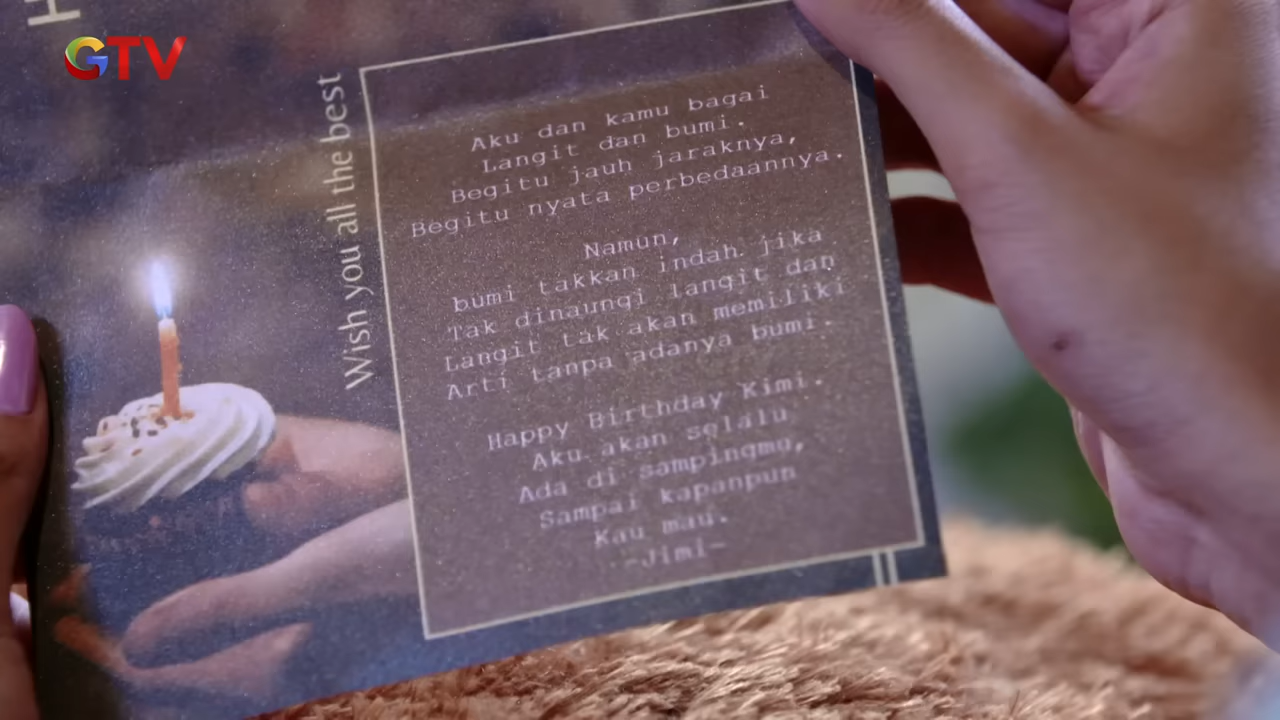 GTV
H
Wish you all the best
Aku dan kamu bagai
Langit dan bumi.
Begitu jauh jaraknya,
Begitu nyata perbedaannya.
Namun,
bumi takkan indah jika
Tak dinaungi langit dan
Langit tak akan memiliki
Arti tanpa adanya bumi.
Happy Birthday Kimi.
Aku akan selalu
Ada di sampingmu,
Sampai kapanpun
Kau mau.
-Jimi-